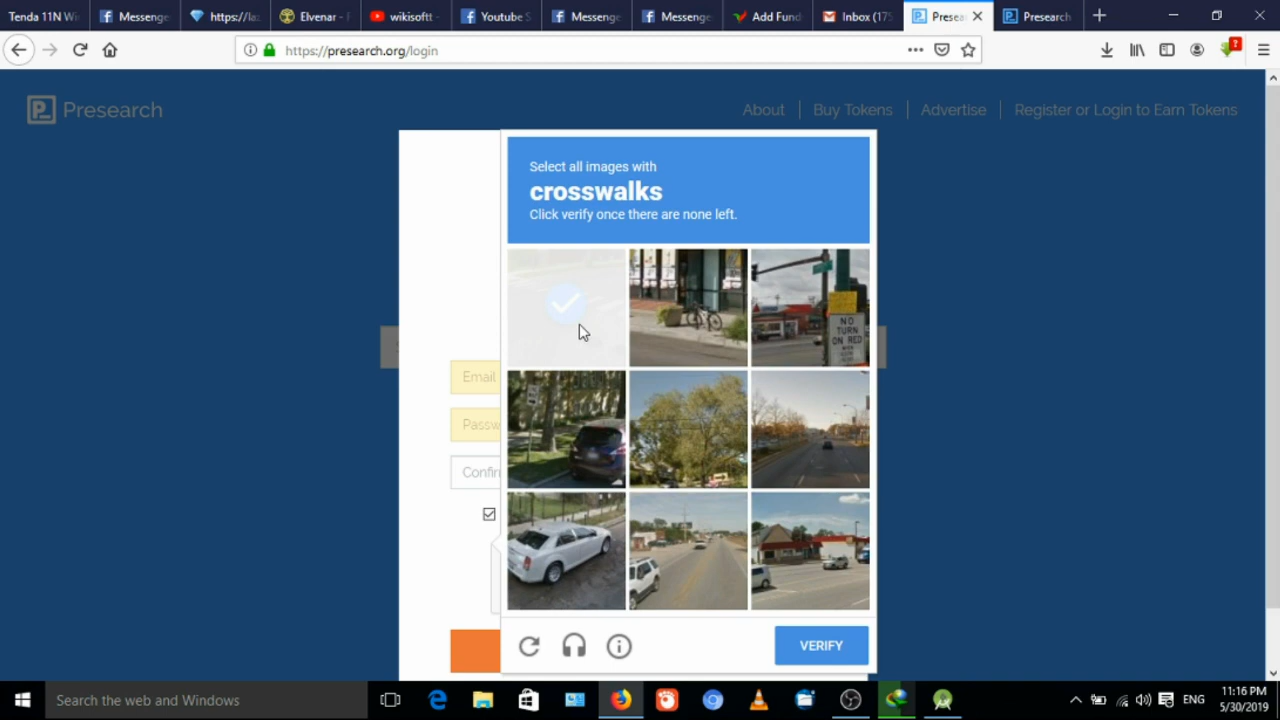 Tenda 11N Wi
Messenge
https://la
Elvenar - F
wikisoftt -
Youtube S
Messenge
Messenge
Add Fund
Inbox (175
Presea
Presearch
https://presearch.org/login
Presearch
About
Buy Tokens
Advertise
Register or Login to Earn Tokens
Select all images with
crosswalks
Click verify once there are none left.
NO
TURN
ON RED
Email
Passw
Confir
VERIFY
Search the web and Windows
ENG
11:16 PM
5/30/2019